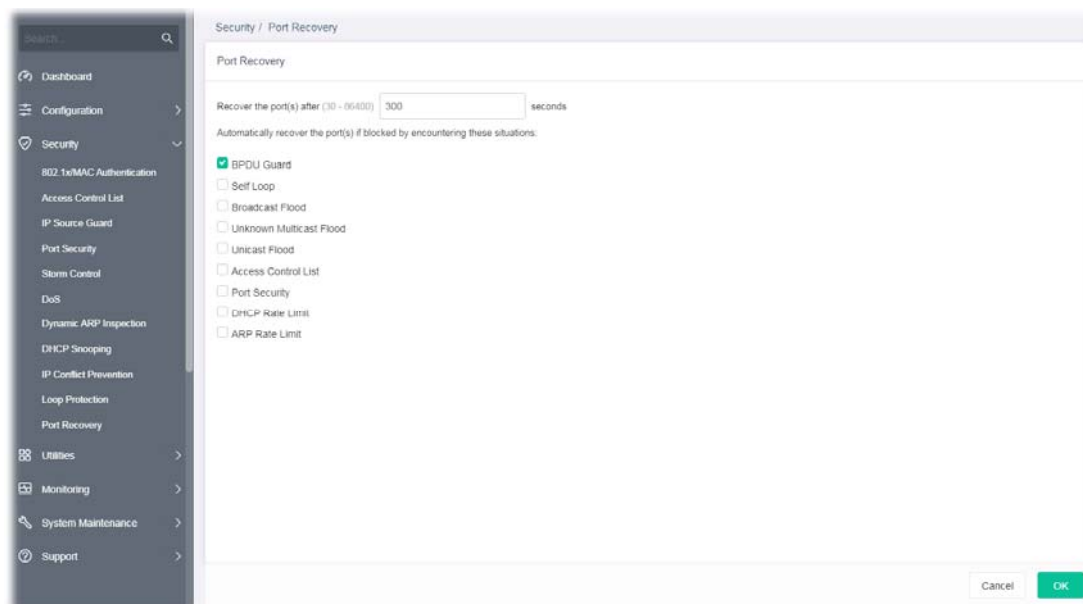 Search...
Dashboard
Configuration
Security
802.1x/MAC Authentication
Access Control List
IP Source Guard
Port Security
Storm Control
DoS
Dynamic ARP Inspection
DHCP Snooping
IP Conflict Prevention
Loop Protection
Port Recovery
Utilities
Monitoring
System Maintenance
Support
Security / Port Recovery
Port Recovery
Recover the port(s) after (30 - 86400) 300 seconds
Automatically recover the port(s) if blocked by encountering these situations:
BPDU Guard
Self Loop
Broadcast Flood
Unknown Multicast Flood
Unicast Flood
Access Control List
Port Security
DHCP Rate Limit
ARP Rate Limit
Cancel OK